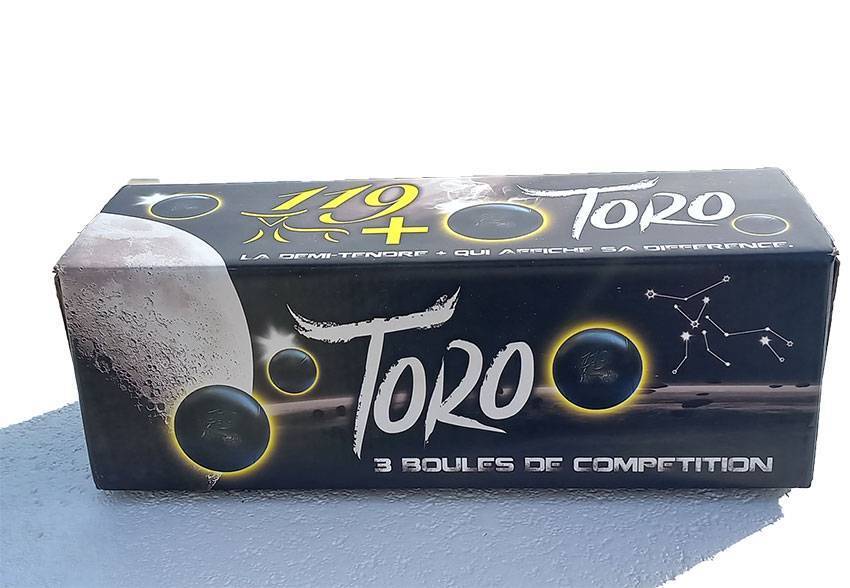 119
+
TORO
LA DEMI-TENDRE + QUI AFFICHE SA DIFFERENCE.
TORO
3 BOULES DE COMPETITION